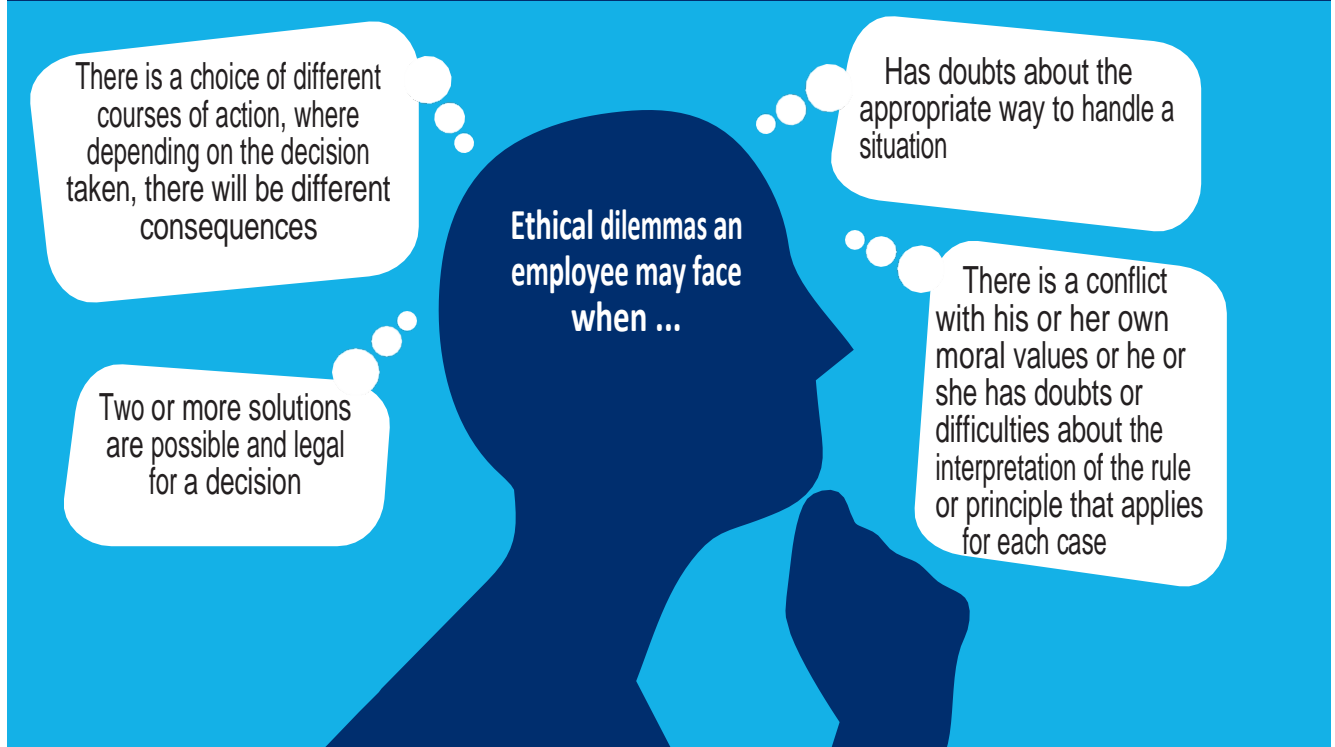 There is a choice of different
courses of action, where
depending on the decision
taken, there will be different
consequences
Has doubts about the
appropriate way to handle a
situation
Ethical dilemmas an
employee may face
when ...
Two or more solutions
are possible and legal
for a decision
There is a conflict
with his or her own
moral values or he or
she has doubts or
difficulties about the
interpretation of the rule
or principle that applies
for each case